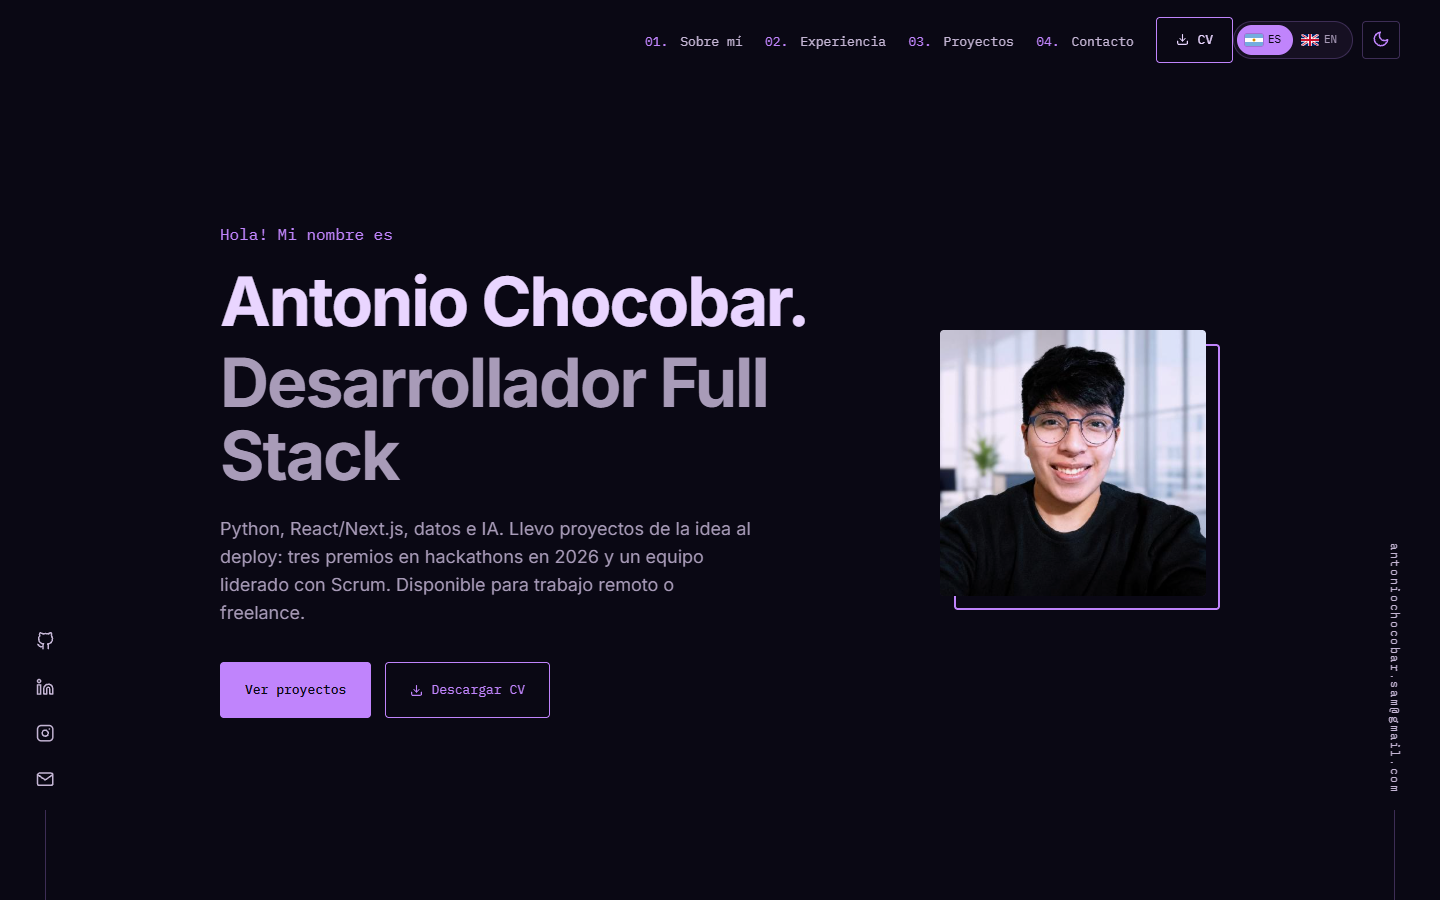 01. Sobre mí 02. Experiencia 03. Proyectos 04. Contacto CV ES EN
Hola! Mi nombre es
Antonio Chocobar.
Desarrollador Full
Stack
Python, React/Next.js, datos e IA. Llevo proyectos de la idea al
deploy: tres premios en hackathons en 2026 y un equipo
liderado con Scrum. Disponible para trabajo remoto o
freelance.
Ver proyectos Descargar CV
antoniochocobar.sam@gmail.com